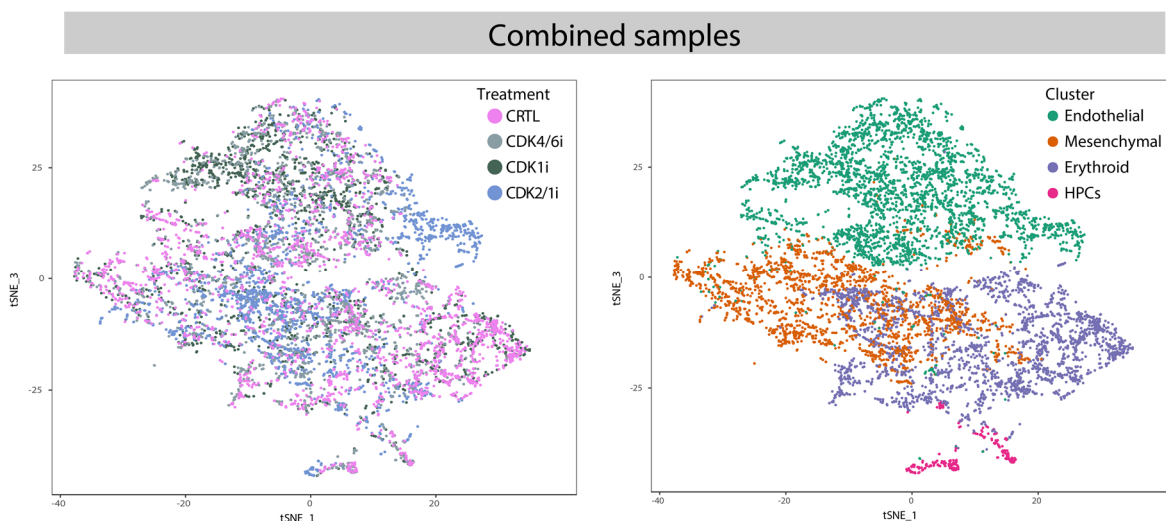 Combined samples
Treatment
CRTL
CDK4/6i
CDK1i
CDK2/1i
25
0
-25
tSNE_3
-40
-20
0
20
tSNE_1
Cluster
Endothelial
Mesenchymal
Erythroid
HPCs
25
0
-25
tSNE_3
-40
-20
0
20
tSNE_1